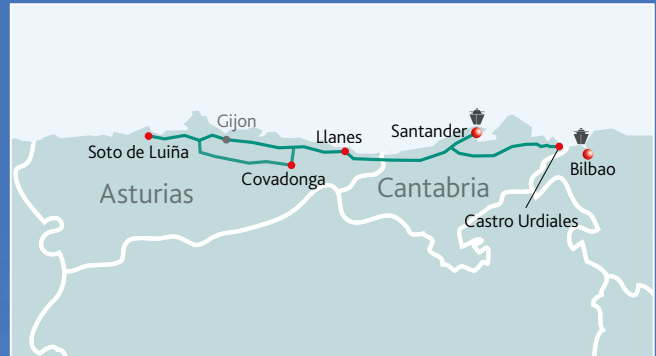 Gijon
Llanes
Santander
Soto de Luiña
Covadonga
Bilbao
Asturias
Cantabria
Castro Urdiales